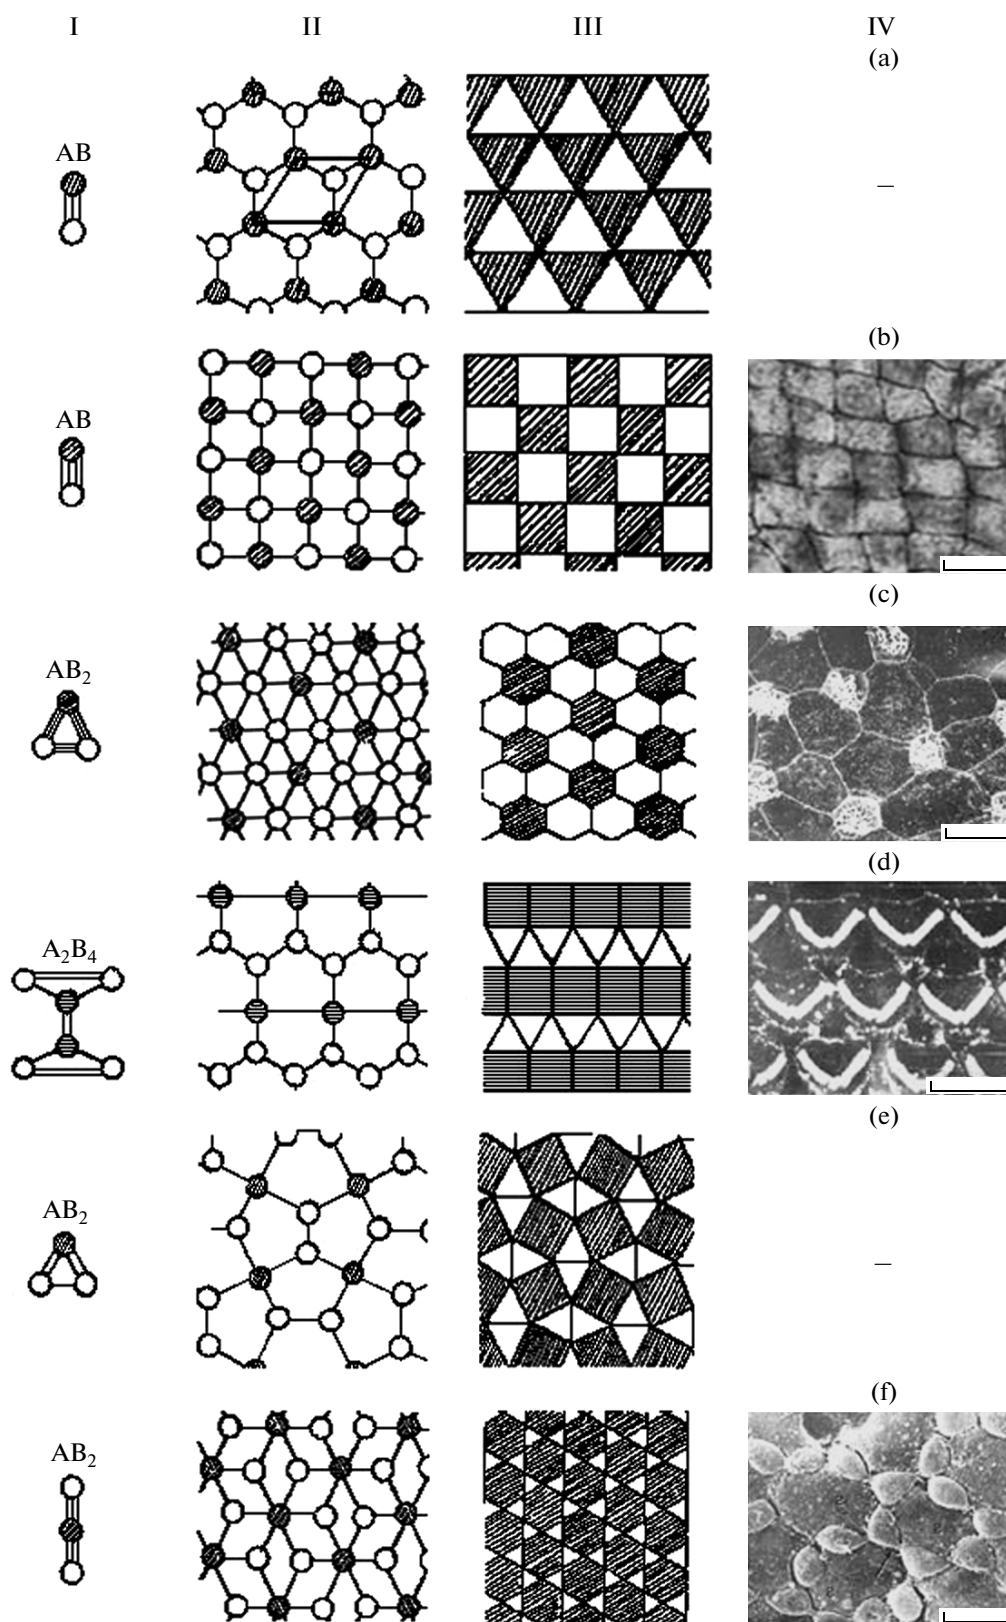 I II III IV
(a)
AB
–
(b)
AB
(c)
AB₂
(d)
A₂B₄
(e)
AB₂
–
(f)
AB₂